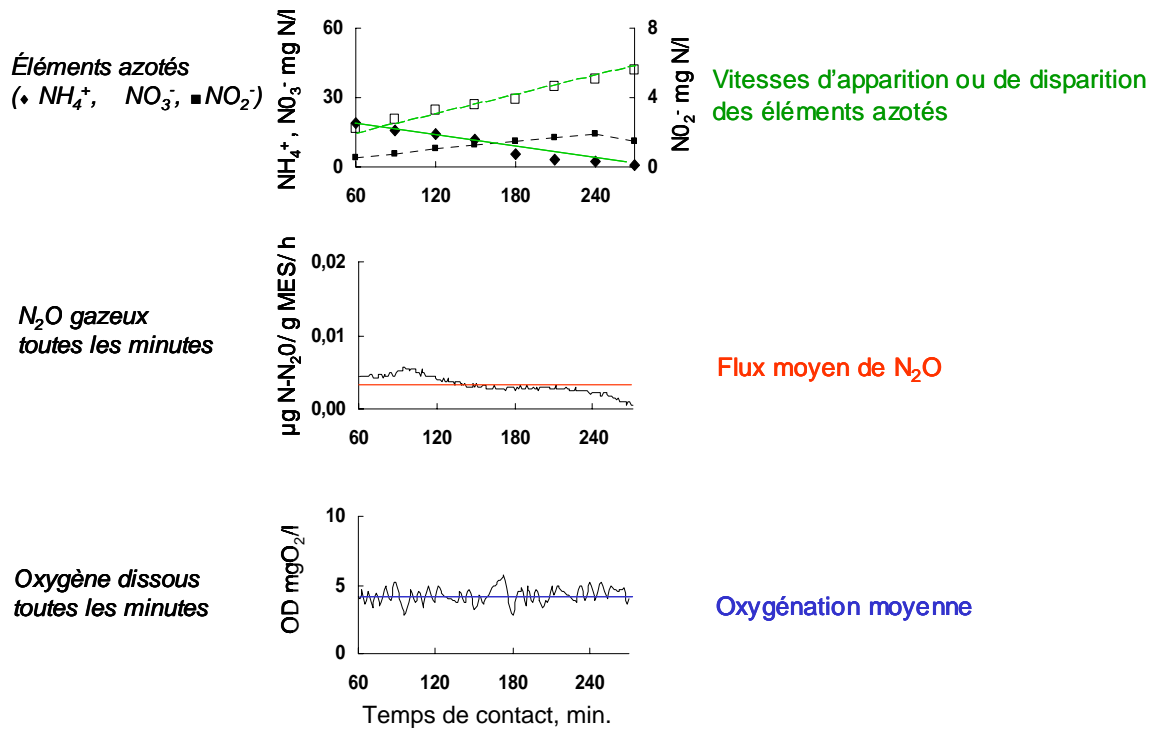 Éléments azotés
(♦ NH4+, NO3-, ■NO2-)
NH4+, N03- mg N/l
60
30
0
60 120 180 240
8
4
0
N02- mg N/l
Vitesses d'apparition ou de disparition
des éléments azotés
N2O gazeux
toutes les minutes
µg N-N20/ g MES/ h
0,02
0,01
0,00
60 120 180 240
Flux moyen de N2O
Oxygène dissous
toutes les minutes
OD mgO2/l
10
5
0
60 120 180 240
Temps de contact, min.
Oxygénation moyenne